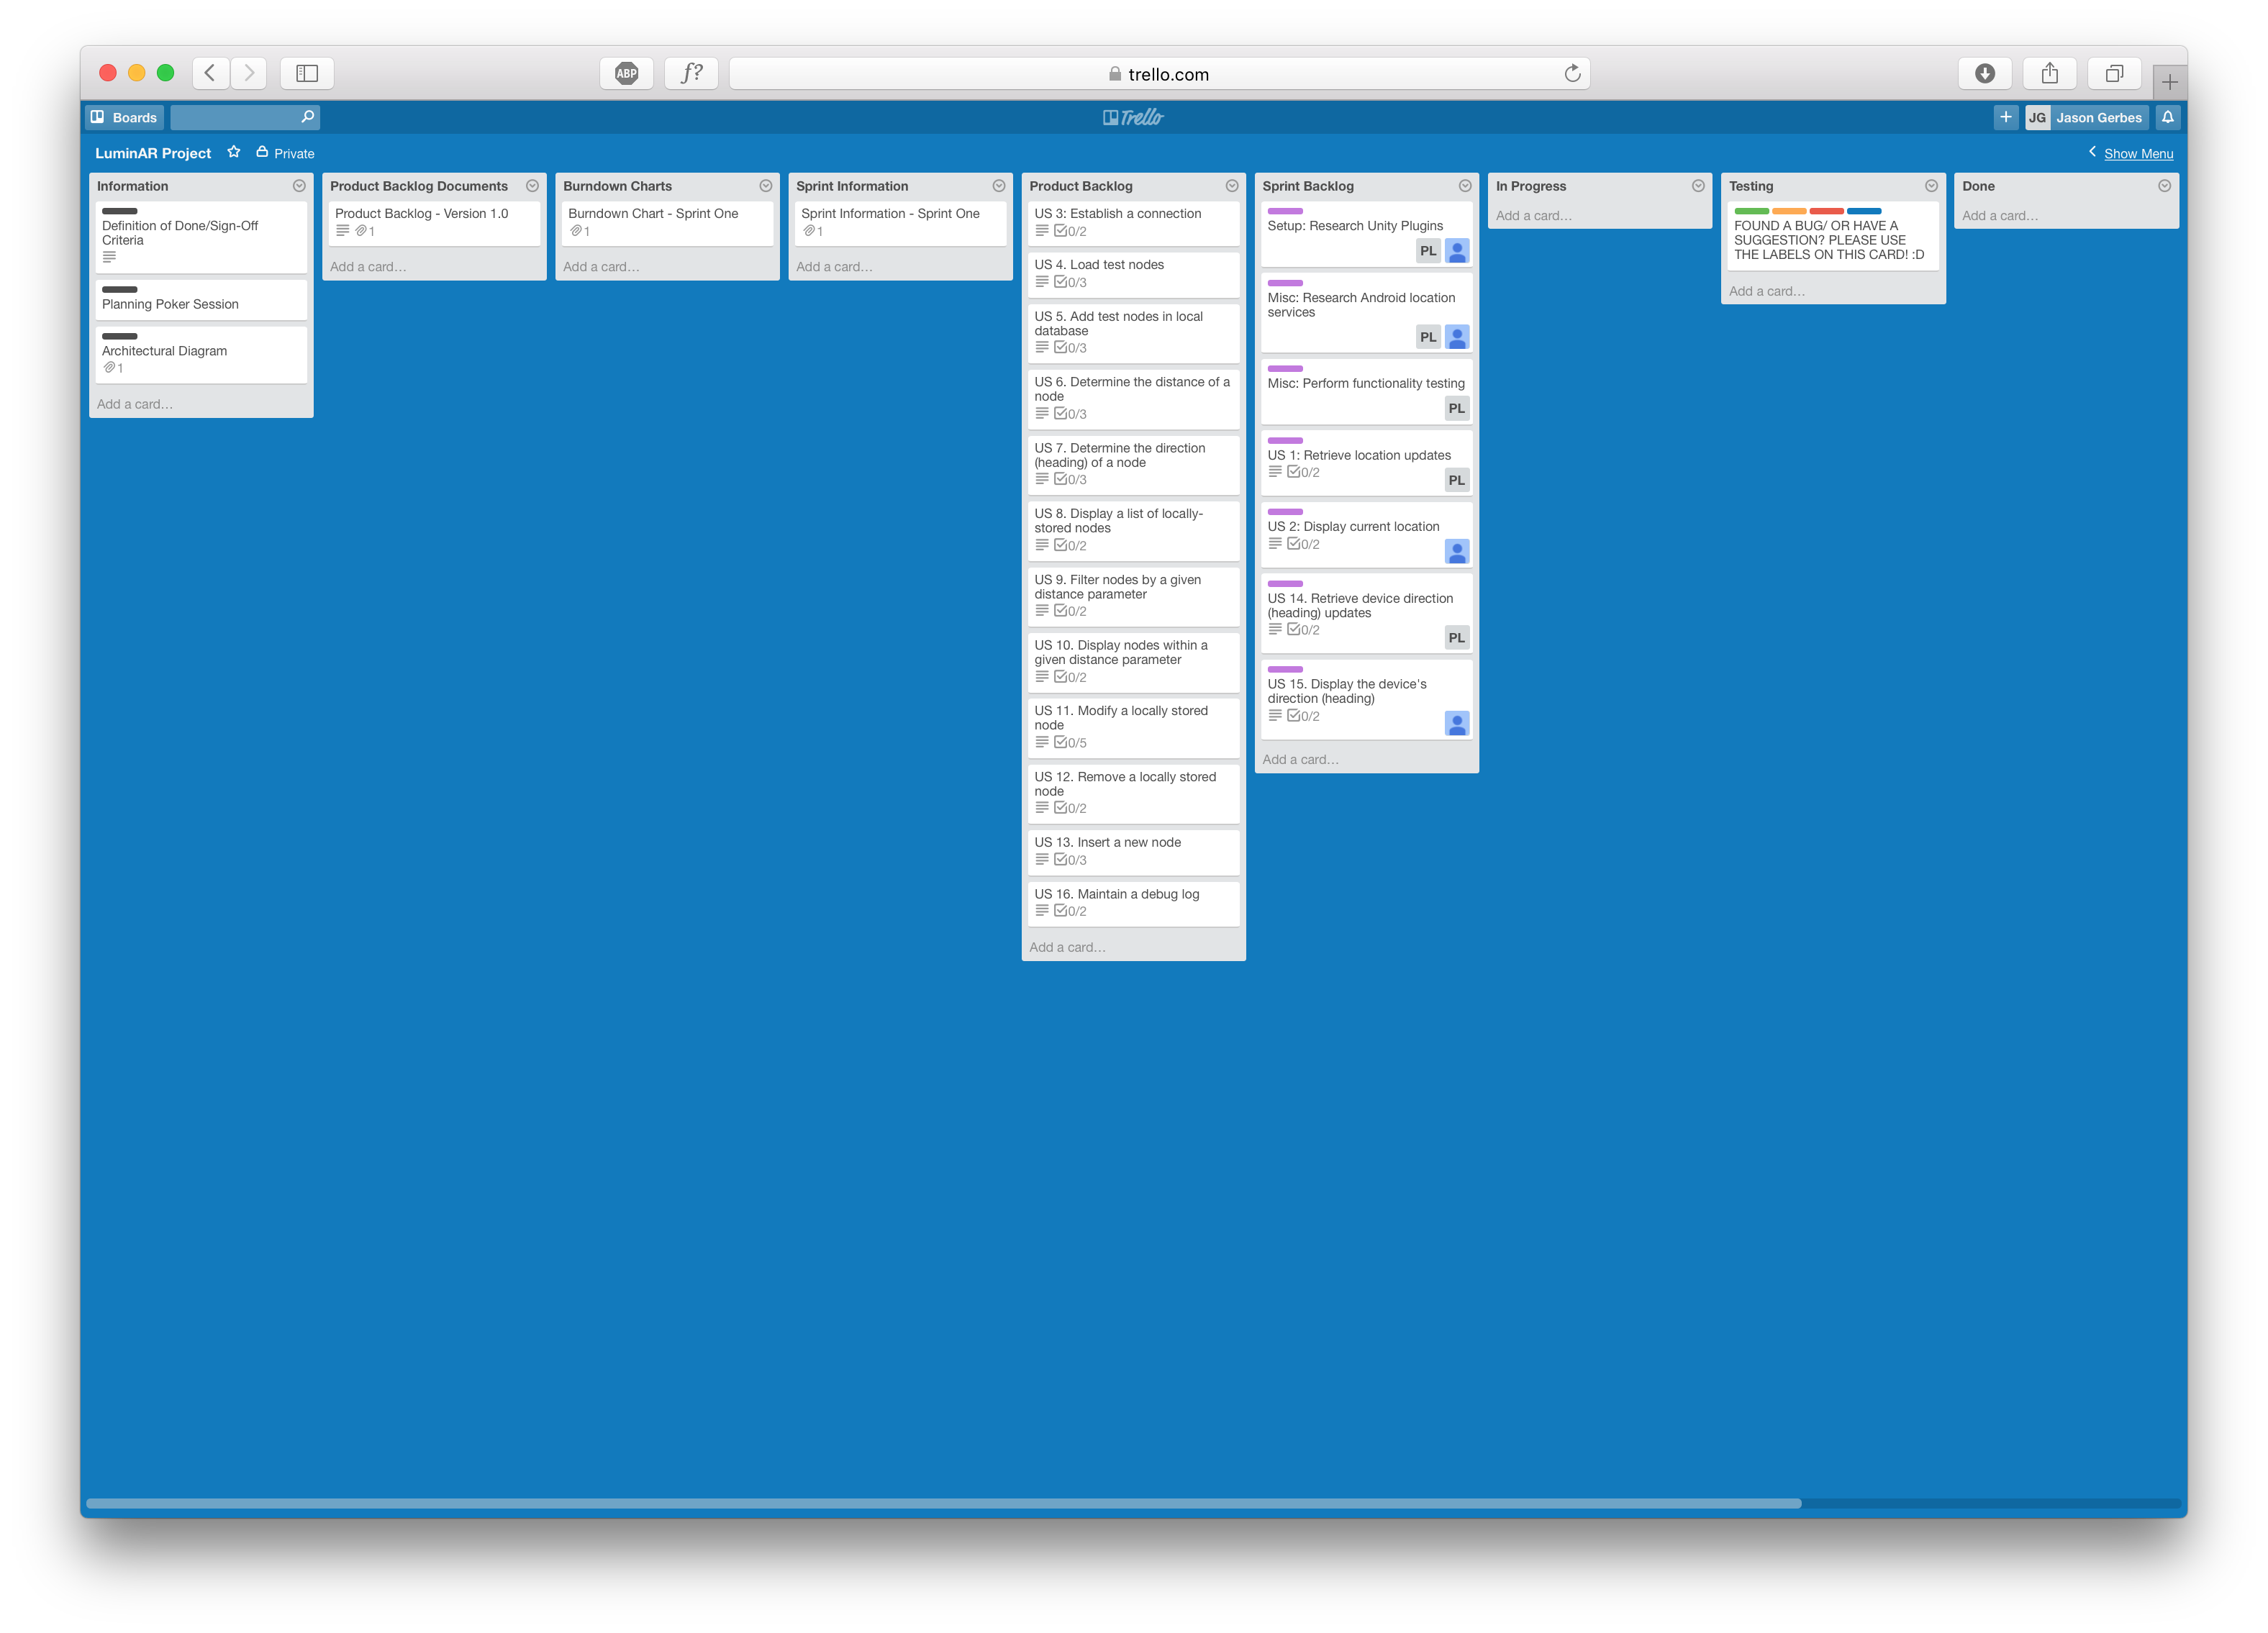 ABP
f?
trello.com
Boards
Trello
JG Jason Gerbes
LuminAR Project
Private
Show Menu
Information
Definition of Done/Sign-Off
Criteria
Planning Poker Session
Architectural Diagram
1
Add a card…
Product Backlog Documents
Product Backlog - Version 1.0
1
Add a card…
Burndown Charts
Burndown Chart - Sprint One
1
Add a card…
Sprint Information
Sprint Information - Sprint One
1
Add a card…
Product Backlog
US 3: Establish a connection
0/2
US 4. Load test nodes
0/3
US 5. Add test nodes in local
database
0/3
US 6. Determine the distance of a
node
0/3
US 7. Determine the direction
(heading) of a node
0/3
US 8. Display a list of locally-
stored nodes
0/2
US 9. Filter nodes by a given
distance parameter
0/2
US 10. Display nodes within a
given distance parameter
0/2
US 11. Modify a locally stored
node
0/5
US 12. Remove a locally stored
node
0/2
US 13. Insert a new node
0/3
US 16. Maintain a debug log
0/2
Add a card…
Sprint Backlog
Setup: Research Unity Plugins
PL
Misc: Research Android location
services
PL
Misc: Perform functionality testing
PL
US 1: Retrieve location updates
0/2
PL
US 2: Display current location
0/2
US 14. Retrieve device direction
(heading) updates
0/2
PL
US 15. Display the device's
direction (heading)
0/2
Add a card…
In Progress
Add a card…
Testing
FOUND A BUG/ OR HAVE A
SUGGESTION? PLEASE USE
THE LABELS ON THIS CARD! :D
Add a card…
Done
Add a card…